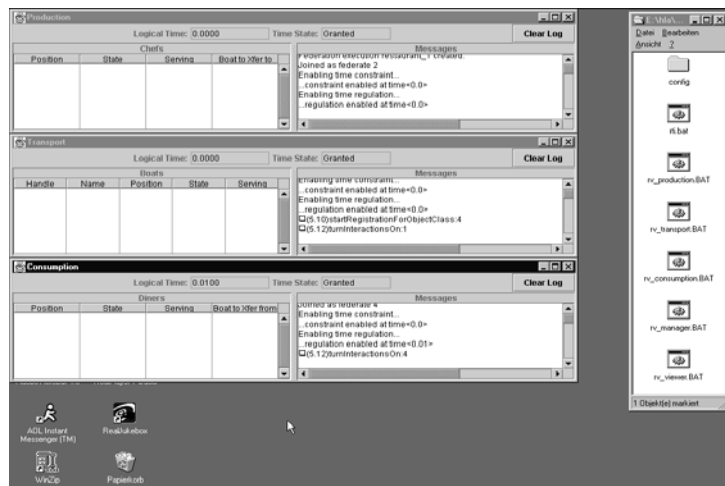 Production
Logical Time: 0.0000 Time State: Granted Clear Log
Chefs Messages
Position State Serving Boat to Xfer to...
Federation execution restaurant_1 created.
Joined as federate 2
Enabling time constraint...
...constraint enabled at time<0.0>
Enabling time regulation...
...regulation enabled at time<0.0>
Transport
Logical Time: 0.0000 Time State: Granted Clear Log
Boats Messages
Handle Name Position State Serving
Enabling time constraint...
...constraint enabled at time<0.0>
Enabling time regulation...
...regulation enabled at time<0.0>
(5.10)startRegistrationForObjectClass:4
(5.12)turnInteractionsOn:1
Consumption
Logical Time: 0.0100 Time State: Granted Clear Log
Diners Messages
Position State Serving Boat to Xfer from
Joined as federate 4
Enabling time constraint...
...constraint enabled at time<0.0>
Enabling time regulation...
...regulation enabled at time<0.01>
(5.12)turnInteractionsOn:4
E:\hla\...
Datei Bearbeiten
Ansicht ?
config
rti.bat
rv_production.BAT
rv_transport.BAT
rv_consumption.BAT
rv_manager.BAT
rv_viewer.BAT
1 Objekt(e) markiert
AOL Instant
Messenger (TM)
RealJukebox
WinZip
Papierkorb